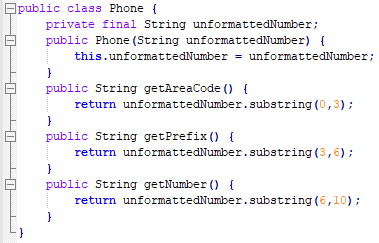 public class Phone {
    private final String unformattedNumber;
    public Phone(String unformattedNumber) {
        this.unformattedNumber = unformattedNumber;
    }
    public String getAreaCode() {
        return unformattedNumber.substring(0,3);
    }
    public String getPrefix() {
        return unformattedNumber.substring(3,6);
    }
    public String getNumber() {
        return unformattedNumber.substring(6,10);
    }
}